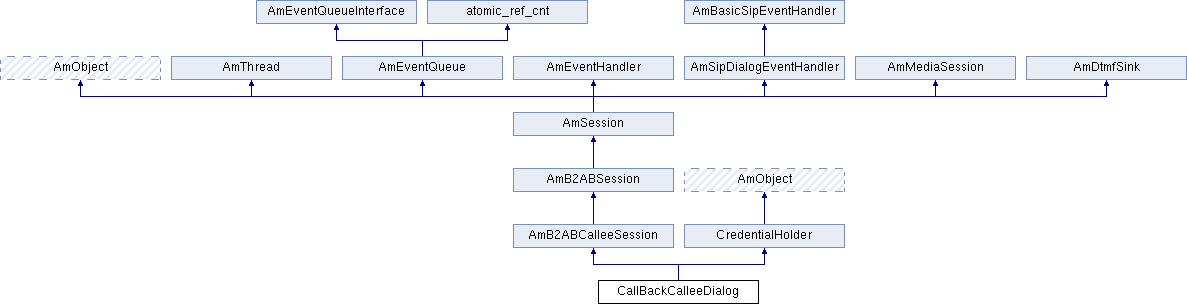 AmEventQueueInterface
atomic_ref_cnt
AmBasicSipEventHandler
AmObject
AmThread
AmEventQueue
AmEventHandler
AmSipDialogEventHandler
AmMediaSession
AmDtmfSink
AmSession
AmB2ABSession
AmObject
AmB2ABCalleeSession
CredentialHolder
CallBackCalleeDialog